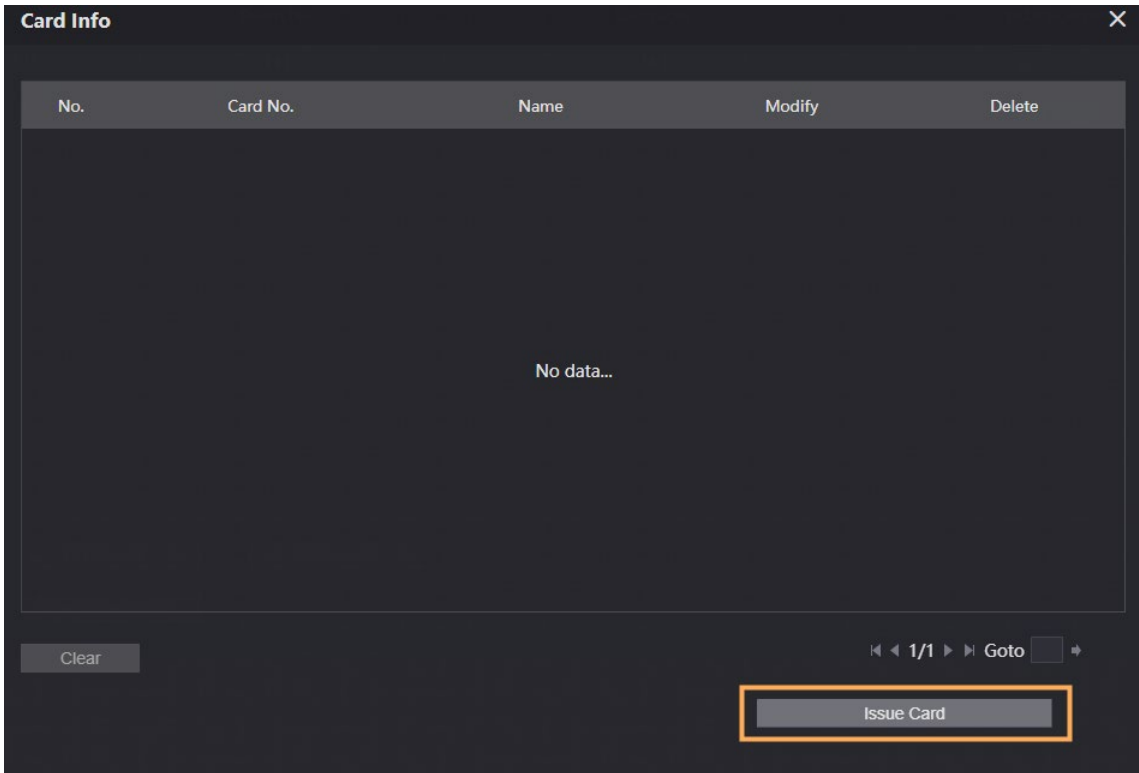 Card Info
No. Card No. Name Modify Delete
No data...
Clear 1/1 Goto
Issue Card